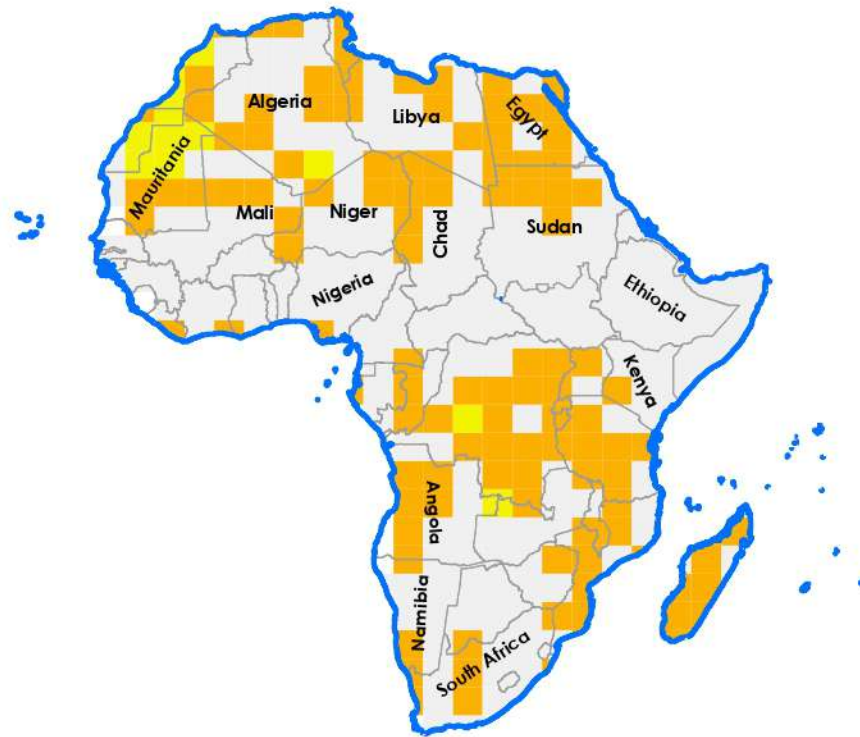 Algeria
Libya
Egypt
Mauritania
Mali
Niger
Chad
Sudan
Nigeria
Ethiopia
Kenya
Angola
Namibia
South Africa